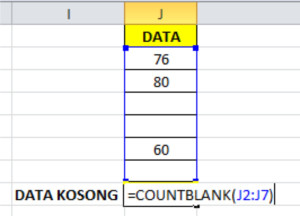 I J
DATA
76
80
60
DATA KOSONG =COUNTBLANK(J2:J7)